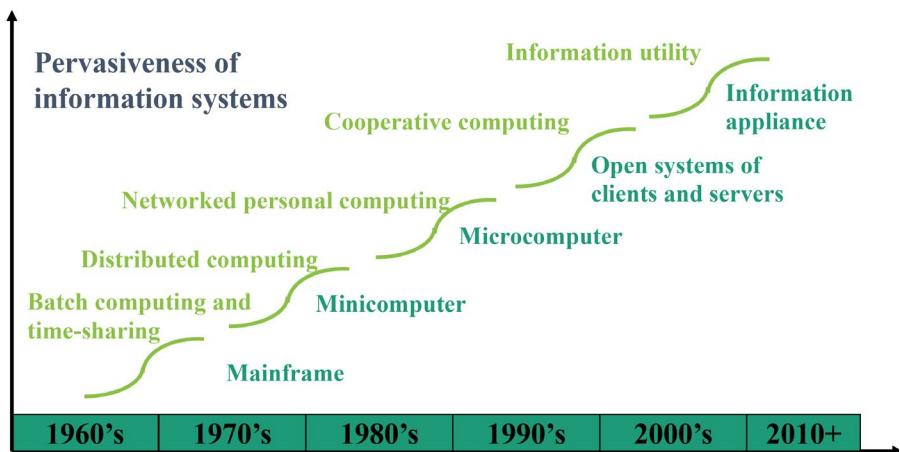 Pervasiveness of
information systems
Information utility
Information
appliance
Cooperative computing
Open systems of
clients and servers
Networked personal computing
Microcomputer
Distributed computing
Minicomputer
Batch computing and
time-sharing
Mainframe
1960’s 1970’s 1980’s 1990’s 2000’s 2010+